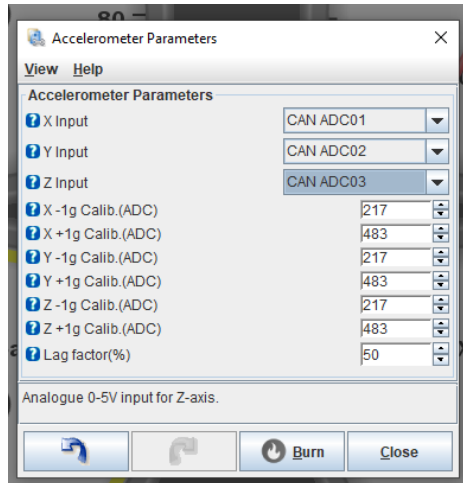 80
Accelerometer Parameters
View Help
Accelerometer Parameters
X Input CAN ADC01
Y Input CAN ADC02
Z Input CAN ADC03
X -1g Calib.(ADC) 217
X +1g Calib.(ADC) 483
Y -1g Calib.(ADC) 217
Y +1g Calib.(ADC) 483
Z -1g Calib.(ADC) 217
Z +1g Calib.(ADC) 483
Lag factor(%) 50
Analogue 0-5V input for Z-axis.
Burn Close